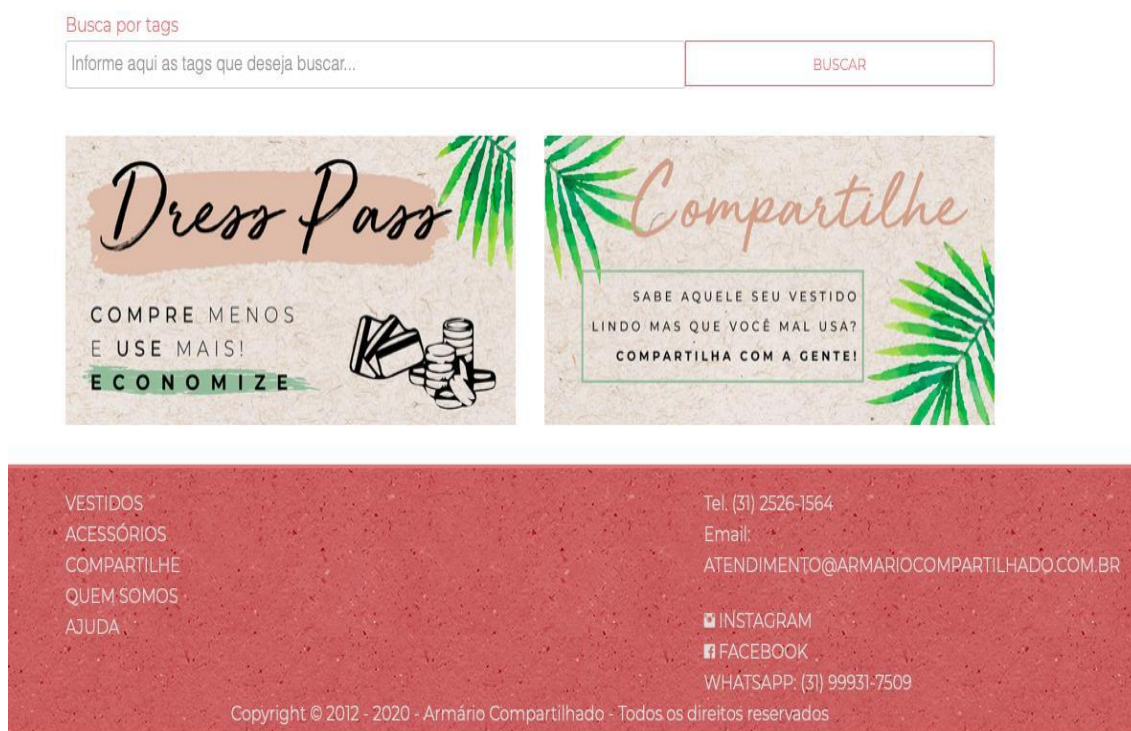 Busca por tags
Informe aqui as tags que deseja buscar...
BUSCAR
Dress Pass
COMPRE MENOS
E USE MAIS!
ECONOMIZE
Compartilhe
SABE AQUELE SEU VESTIDO
LINDO MAS QUE VOCÊ MAL USA?
COMPARTILHA COM A GENTE!
VESTIDOS
ACESSÓRIOS
COMPARTILHE
QUEM SOMOS
AJUDA
Tel. (31) 2526-1564
Email:
ATENDIMENTO@ARMARIOCOMPARTILHADO.COM.BR
INSTAGRAM
FACEBOOK
WHATSAPP: (31) 99931-7509
Copyright © 2012 - 2020 - Armário Compartilhado - Todos os direitos reservados